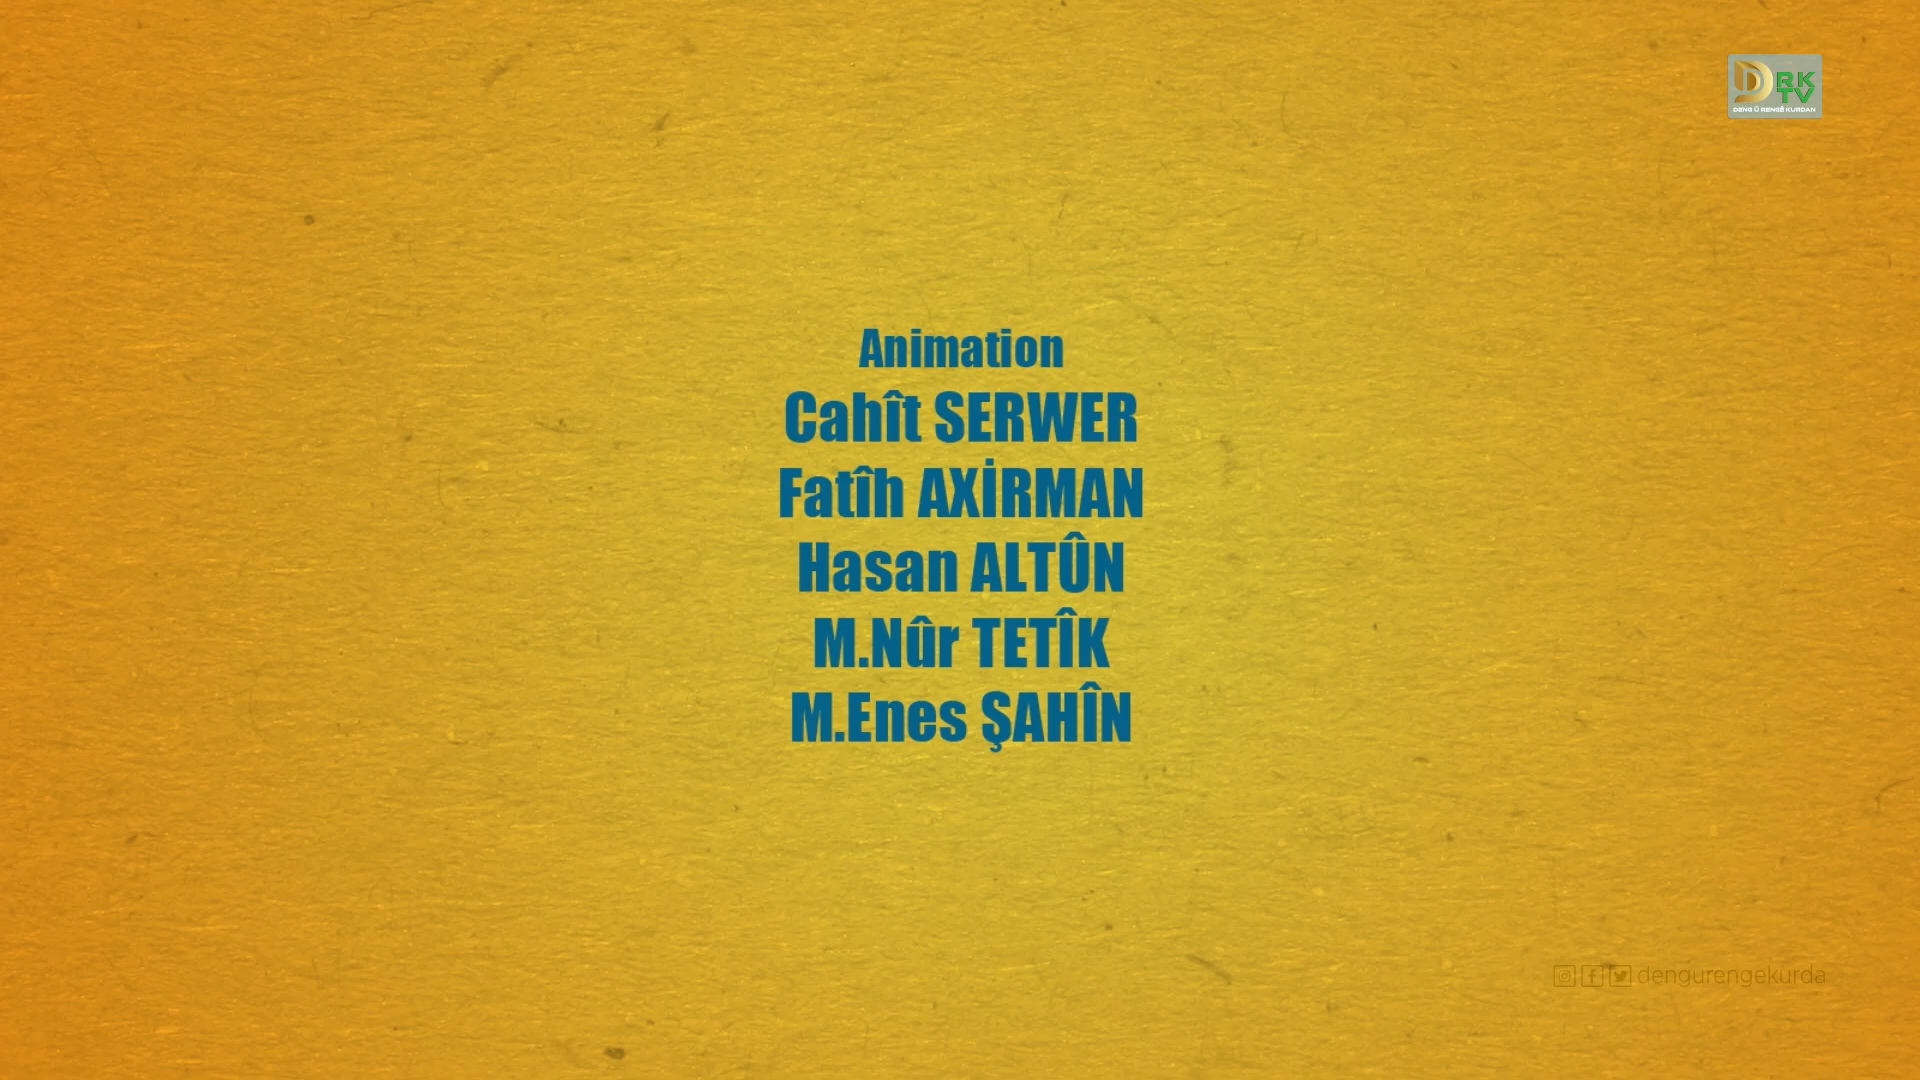 DRK
TV
DENG Û RENGÊ KURDAN
Animation
Cahît SERWER
Fatîh AXİRMAN
Hasan ALTÛN
M.Nûr TETÎK
M.Enes ŞAHÎN
dengurengekurda